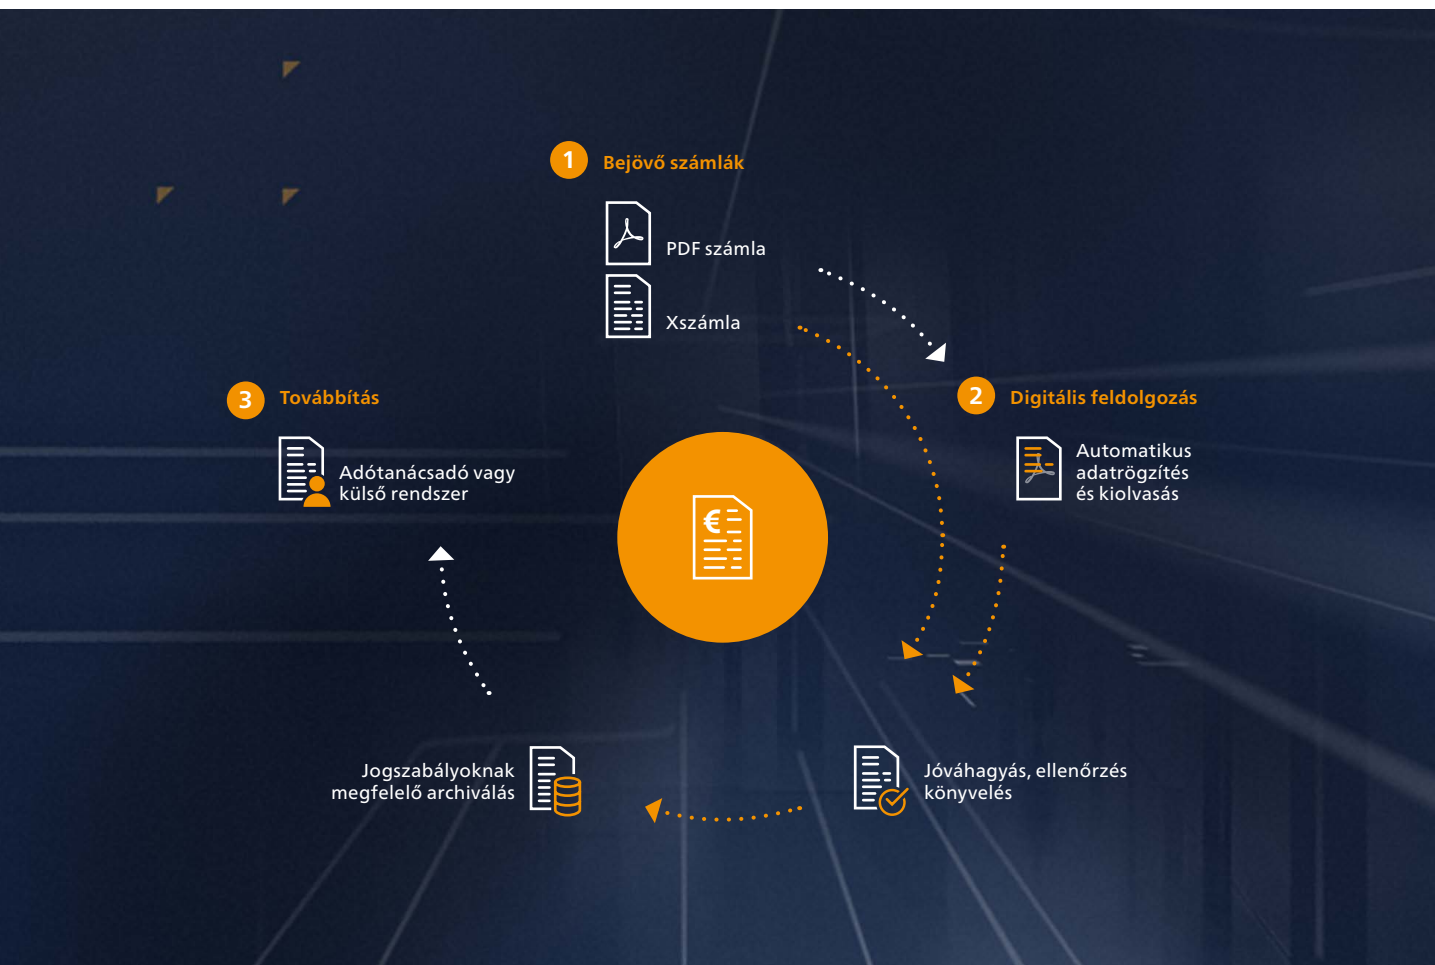 1 Bejövő számlák
PDF számla
Xszámla
2 Digitális feldolgozás
Automatikus
adatrögzítés
és kiolvasás
Jóváhagyás, ellenőrzés
könyvelés
Jogszabályoknak
megfelelő archiválás
3 Továbbítás
Adótanácsadó vagy
külső rendszer
€